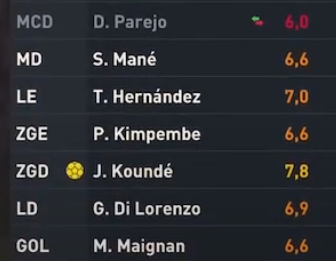 MCD D. Parejo 6,0
MD S. Mané 6,6
LE T. Hernández 7,0
ZGE P. Kimpembe 6,6
ZGD J. Koundé 7,8
LD G. Di Lorenzo 6,9
GOL M. Maignan 6,6